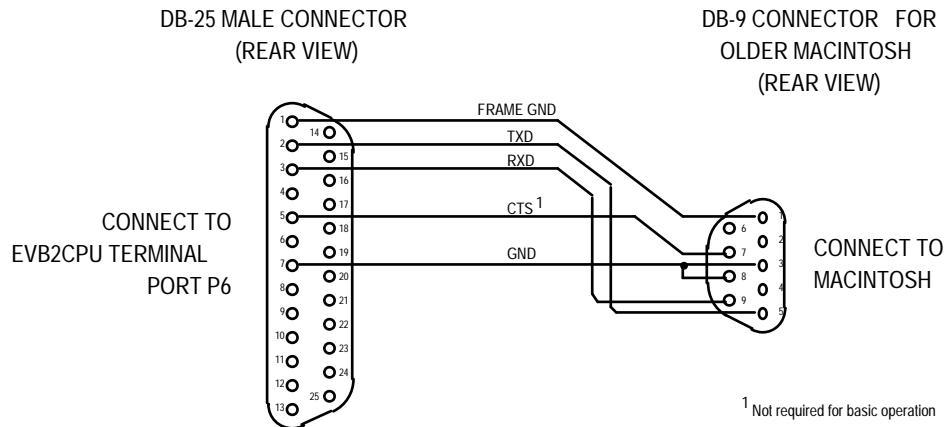 DB-25 MALE CONNECTOR
(REAR VIEW)
DB-9 CONNECTOR FOR
OLDER MACINTOSH
(REAR VIEW)
FRAME GND
TXD
RXD
CTS 1
GND
CONNECT TO
EVB2CPU TERMINAL
PORT P6
1
2
3
4
5
6
7
8
9
10
11
12
13
14
15
16
17
18
19
20
21
22
23
24
25
6
7
8
9
1
2
3
4
5
CONNECT TO
MACINTOSH
1 Not required for basic operation